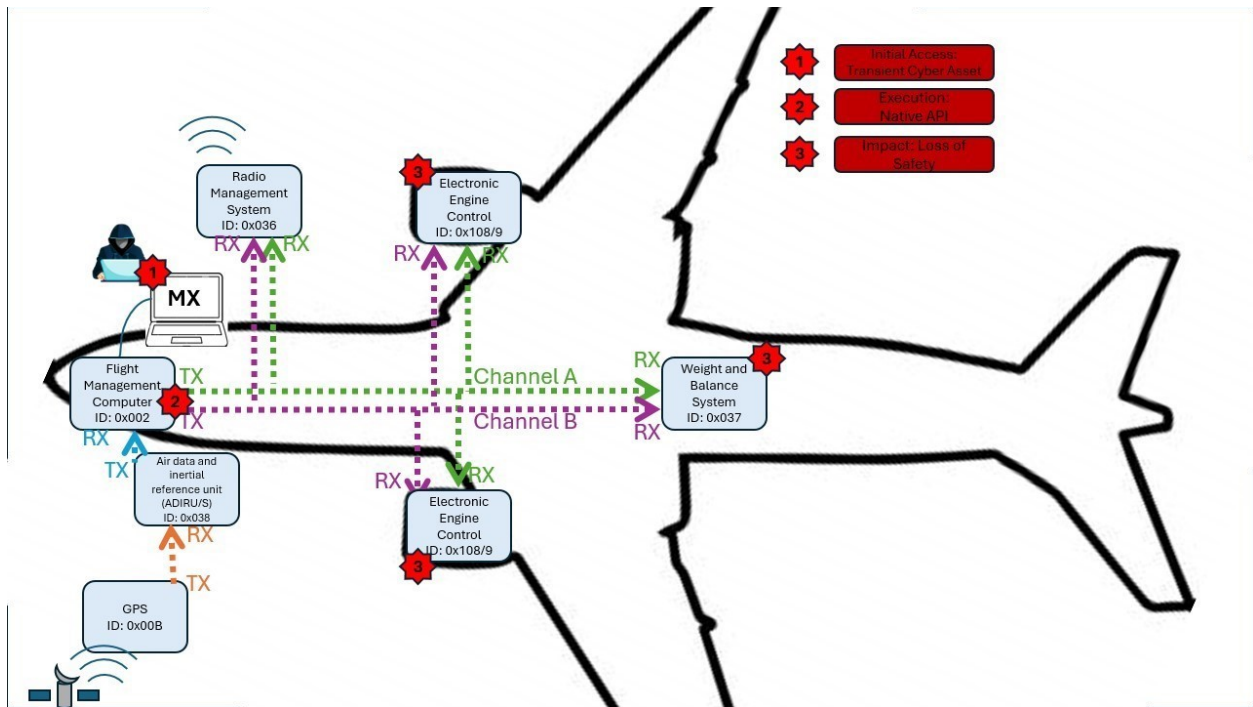 1
Initial Access:
Transient Cyber Asset
2
Execution:
Native API
3
Impact: Loss of
Safety
Radio
Management
System
ID: 0x036
RX
RX
3
Electronic
Engine
Control
ID: 0x108/9
RX
RX
1
MX
Flight
Management
Computer
ID: 0x002
2
TX
TX
Channel A
Channel B
RX
RX
3
Weight and
Balance
System
ID: 0x037
RX
TX
Air data and
inertial
reference unit
(ADIRU/S)
ID: 0x038
RX
TX
GPS
ID: 0x00B
RX
RX
Electronic
Engine
Control
ID: 0x108/9
3